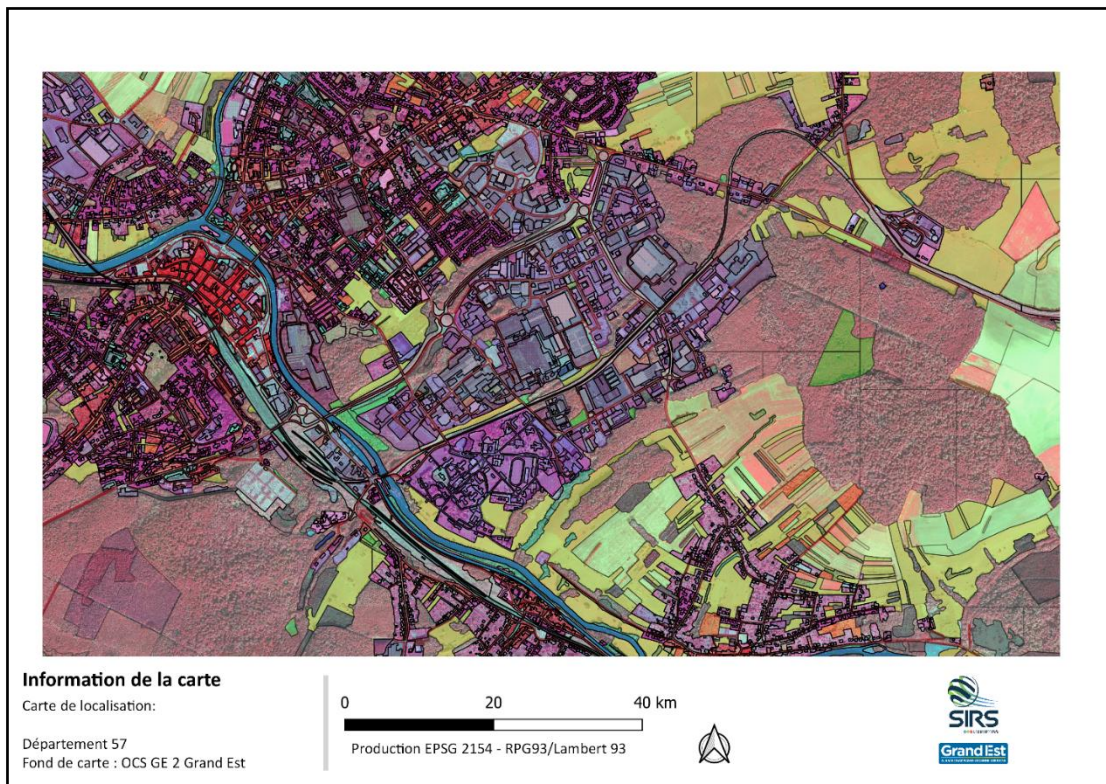 Information de la carte
Carte de localisation:
Département 57
Fond de carte : OCS GE 2 Grand Est
0 20 40 km
Production EPSG 2154 - RPG93/Lambert 93
SIRS
Grand Est